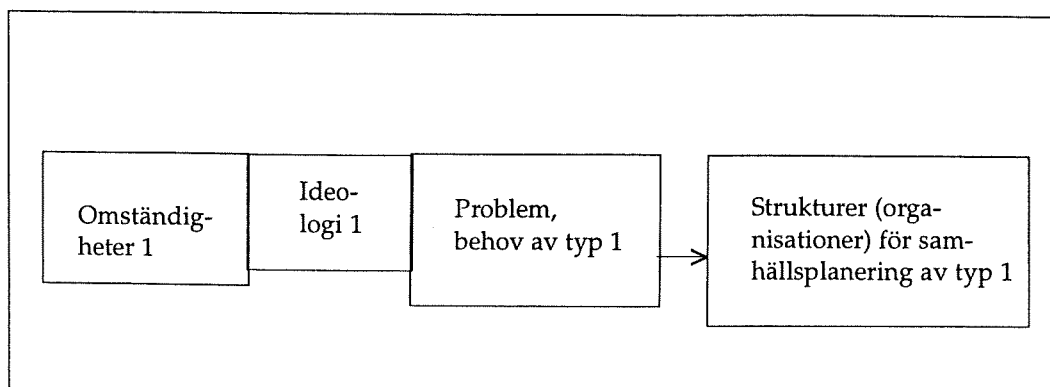 Omständig-
heter 1
Ideo-
logi 1
Problem,
behov av typ 1
Strukturer (orga-
nisationer) för sam-
hällsplanering av typ 1